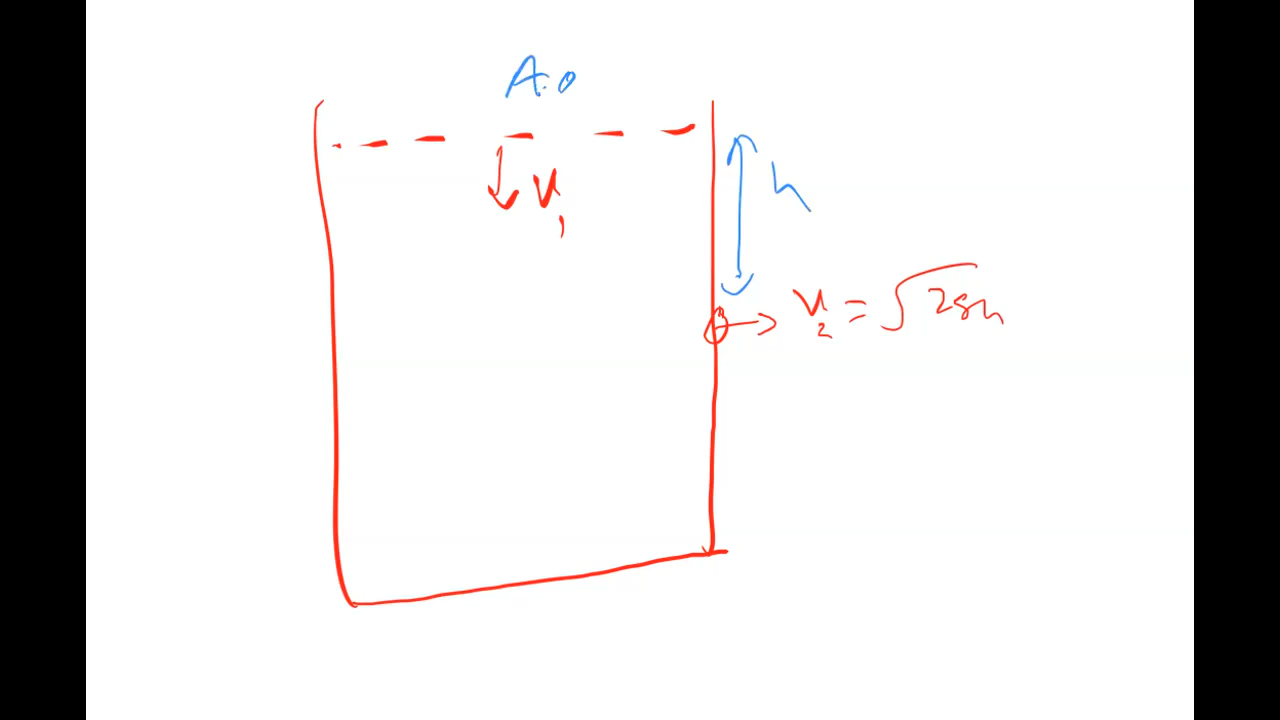 A.0
v₁
h
v₂ = √2gh